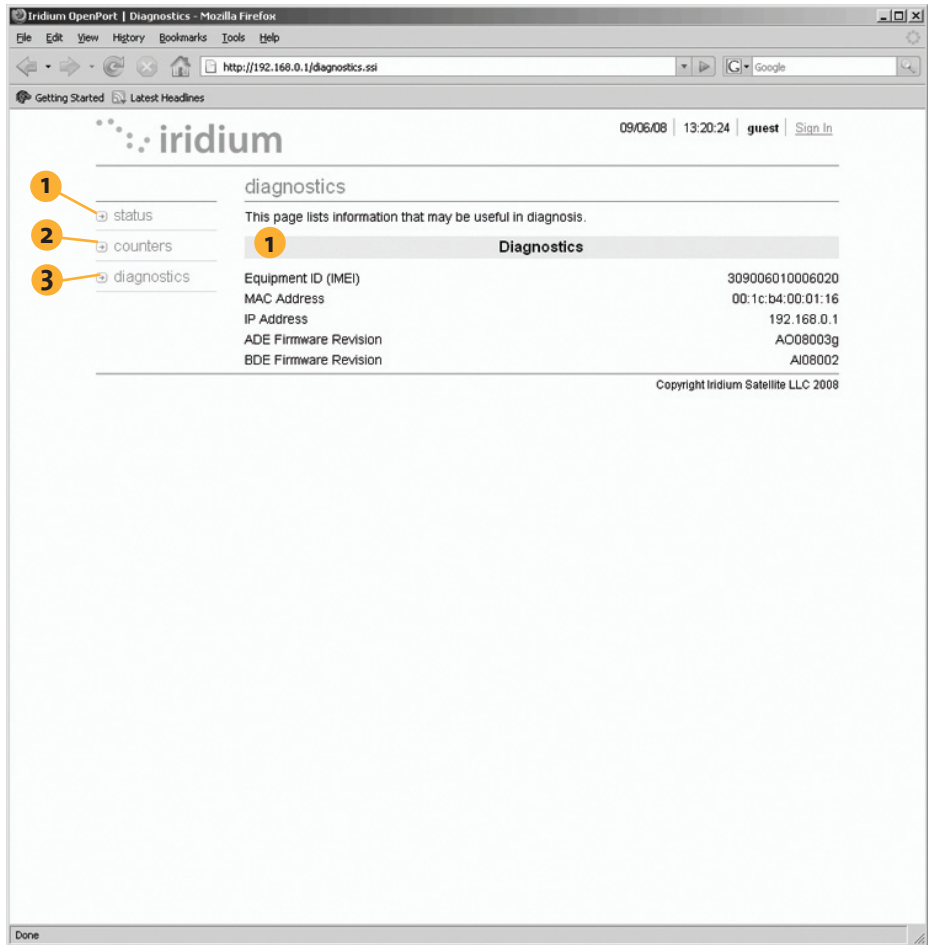 Iridium OpenPort | Diagnostics - Mozilla Firefox
File Edit View History Bookmarks Tools Help
http://192.168.0.1/diagnostics.ssi
G Google
Getting Started Latest Headlines
iridium
09/06/08 | 13:20:24 | guest | Sign In
diagnostics
1
status
This page lists information that may be useful in diagnosis.
2
counters
1
Diagnostics
3
diagnostics
Equipment ID (IMEI) 309006010006020
MAC Address 00:1c:b4:00:01:16
IP Address 192.168.0.1
ADE Firmware Revision AO08003g
BDE Firmware Revision AI08002
Copyright Iridium Satellite LLC 2008
Done